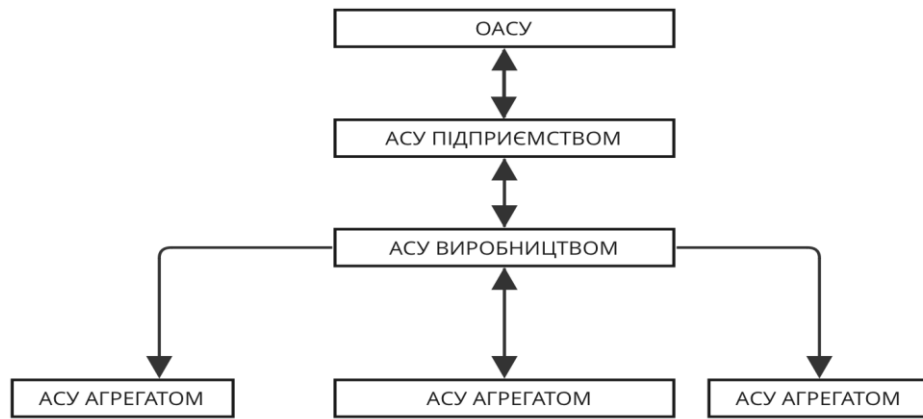 ОАСУ
АСУ ПІДПРИЄМСТВОМ
АСУ ВИРОБНИЦТВОМ
АСУ АГРЕГАТОМ
АСУ АГРЕГАТОМ
АСУ АГРЕГАТОМ